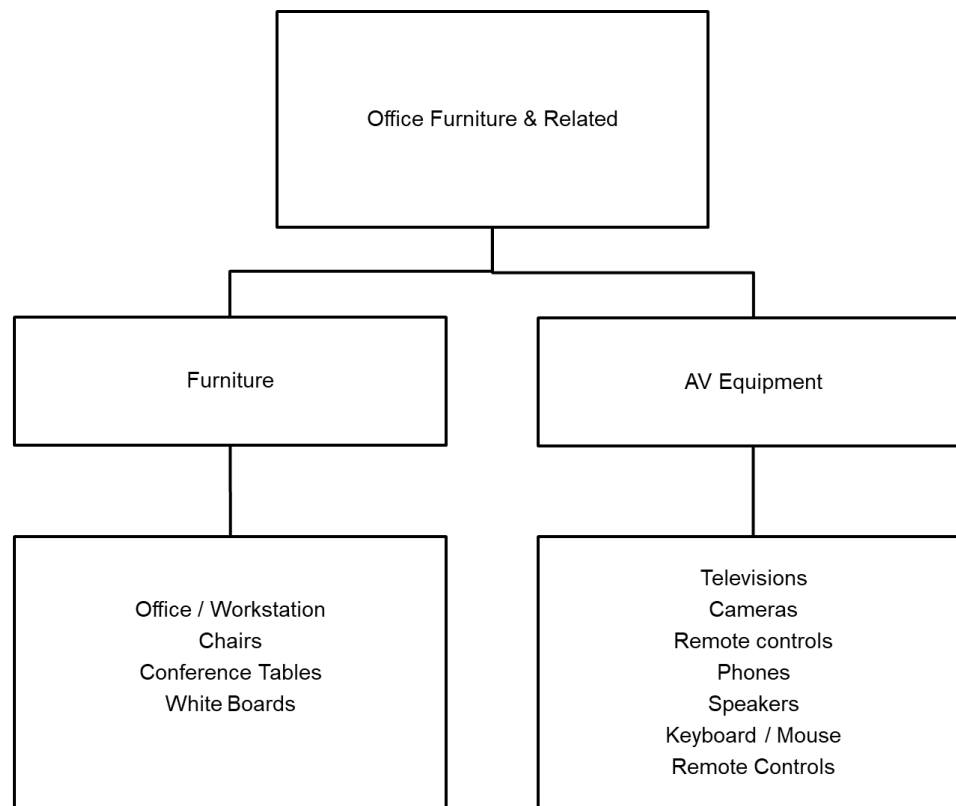 Office Furniture & Related
Furniture
AV Equipment
Office / Workstation
Chairs
Conference Tables
White Boards
Televisions
Cameras
Remote controls
Phones
Speakers
Keyboard / Mouse
Remote Controls